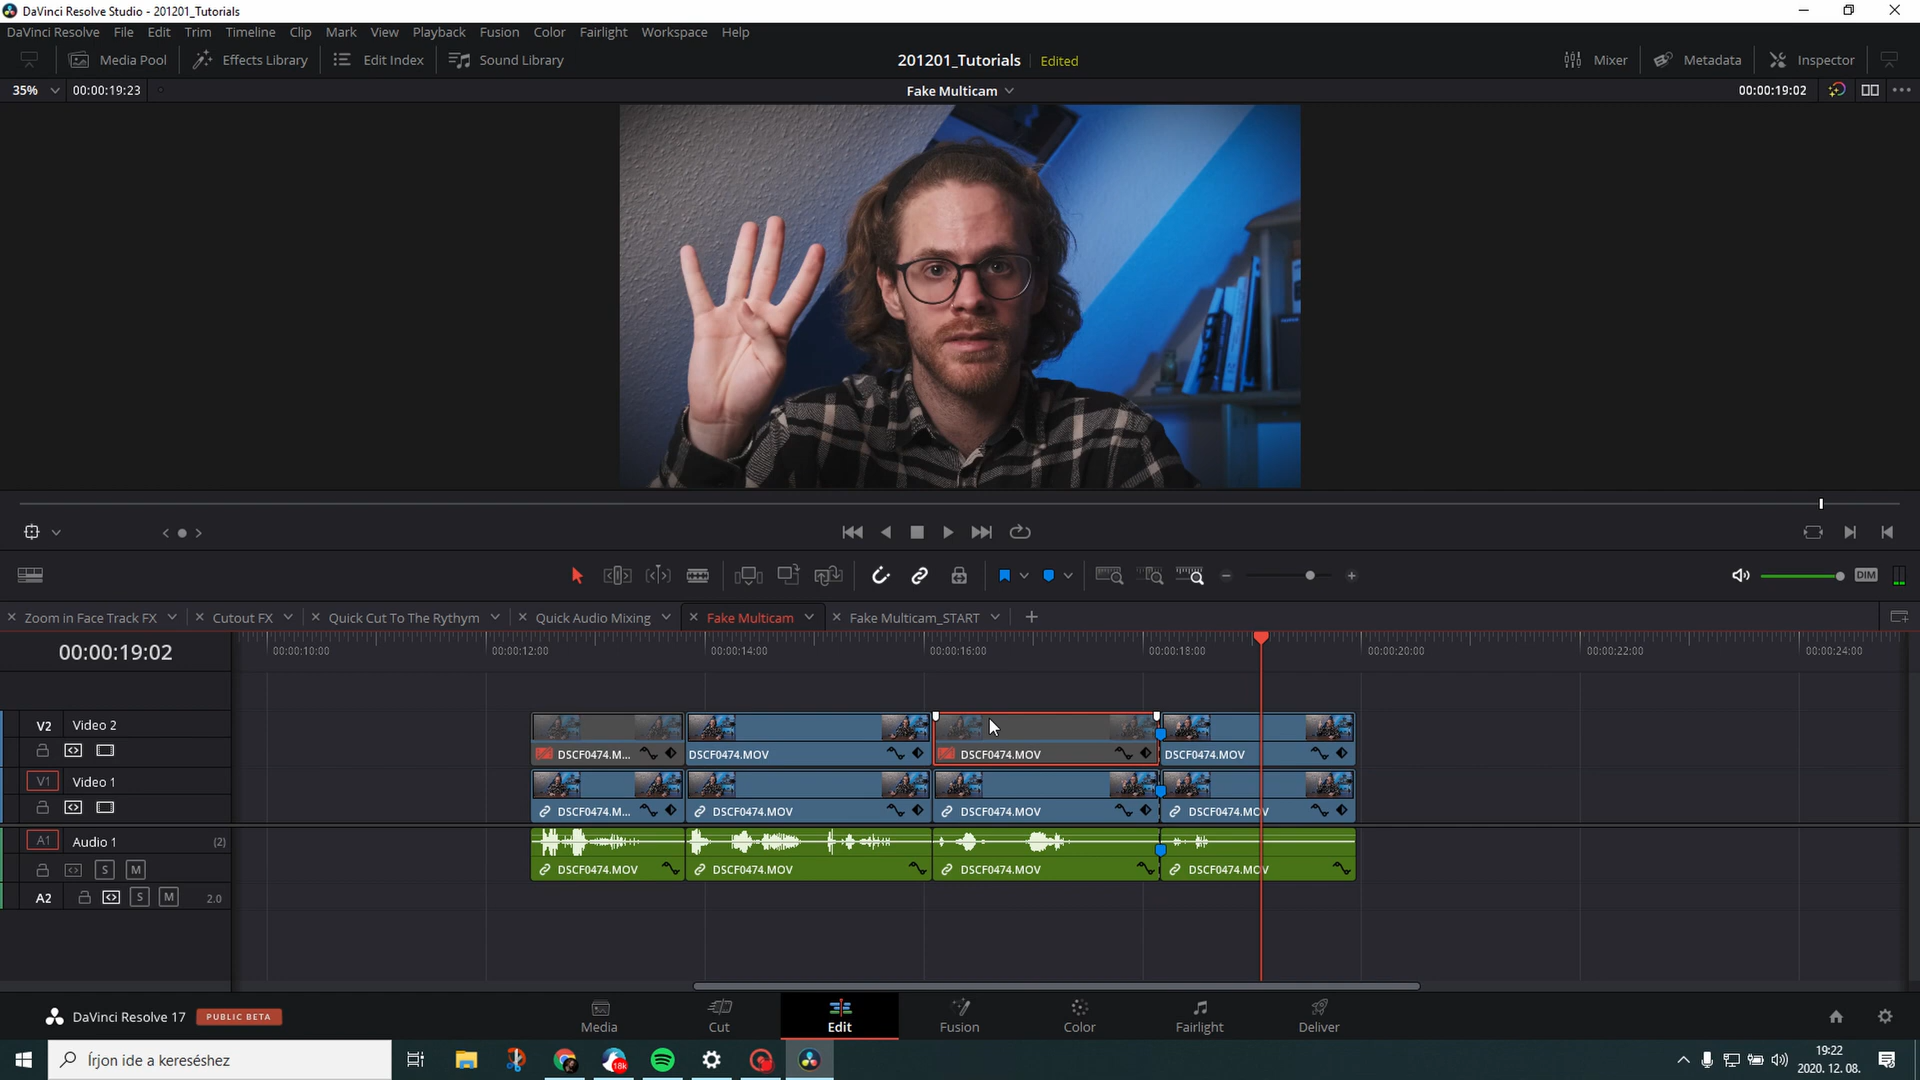 DaVinci Resolve Studio - 201201_Tutorials
DaVinci Resolve File Edit Trim Timeline Clip Mark View Playback Fusion Color Fairlight Workspace Help
Media Pool Effects Library Edit Index Sound Library 201201_Tutorials Edited Mixer Metadata Inspector
35% 00:00:19:23 Fake Multicam 00:00:19:02
DIM
Zoom in Face Track FX Cutout FX Quick Cut To The Rythym Quick Audio Mixing Fake Multicam Fake Multicam_START
00:00:19:02 00:00:10:00 00:00:12:00 00:00:14:00 00:00:16:00 00:00:18:00 00:00:20:00 00:00:22:00 00:00:24:00
V2 Video 2
DSCF0474.M... DSCF0474.MOV DSCF0474.MOV DSCF0474.MOV
V1 Video 1
DSCF0474.M... DSCF0474.MOV DSCF0474.MOV DSCF0474.MOV
A1 Audio 1 (2)
S M DSCF0474.MOV DSCF0474.MOV DSCF0474.MOV DSCF0474.MOV
A2 S M 2.0
DaVinci Resolve 17 PUBLIC BETA Media Cut Edit Fusion Color Fairlight Deliver
Írjon ide a kereséshez
18k
19:22
2020. 12. 08.